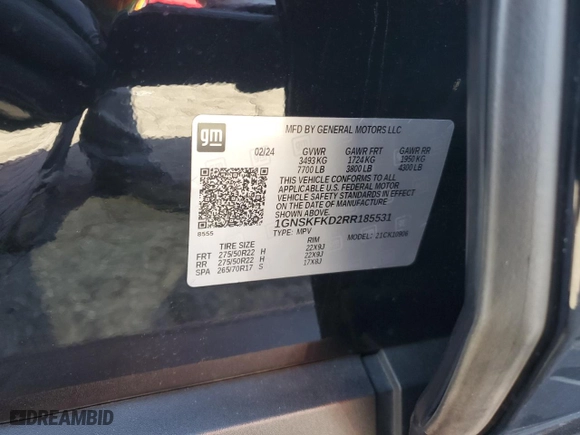 gm
MFD BY GENERAL MOTORS LLC
02/24 GVWR GAWR FRT GAWR RR
3493 KG 1724 KG 1950 KG
7700 LB 3800 LB 4300 LB
THIS VEHICLE CONFORMS TO ALL
APPLICABLE U.S. FEDERAL MOTOR
VEHICLE SAFETY STANDARDS IN EFFECT
ON THE DATE OF MANUFACTURE
SHOWN ABOVE.
1GNSKFKD2RR185531
8555
TYPE: MPV MODEL:
TIRE SIZE RIM
FRT 275/50R22 H 22X9J
RR 275/50R22 H 22X9J
SPA 265/70R17 S 17X8J
DREAMBID